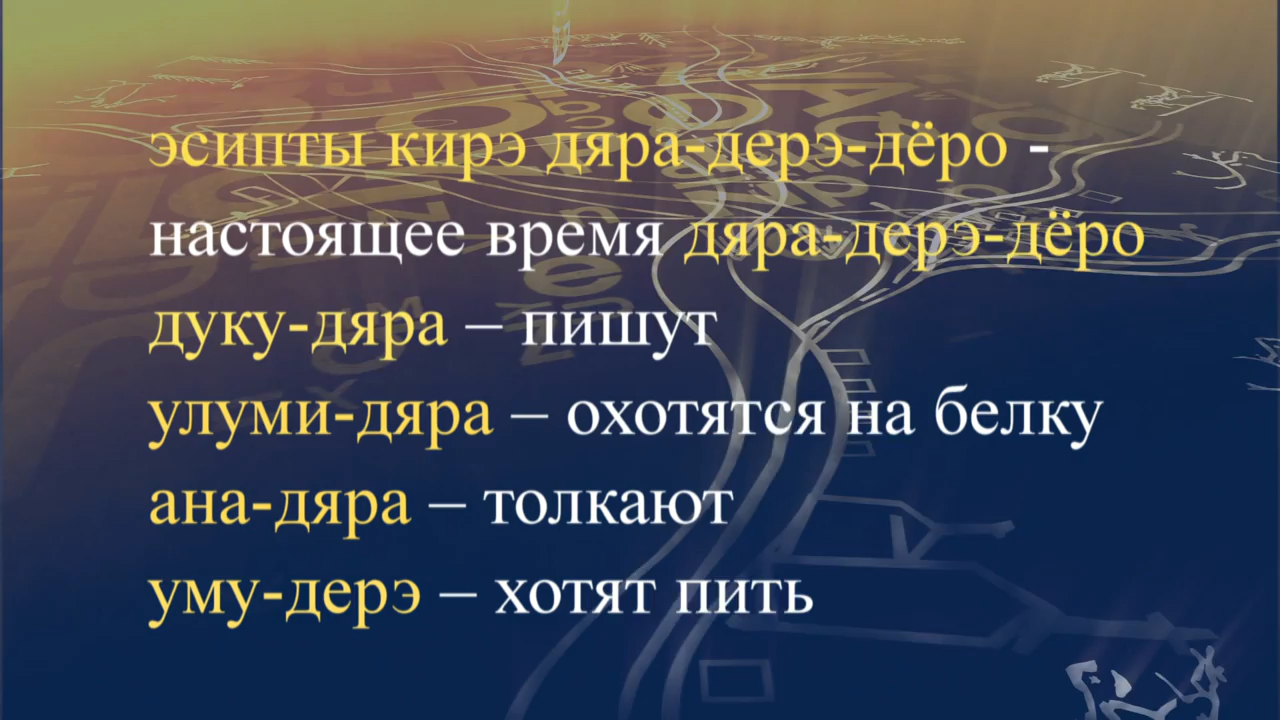 эсипты кирэ дяра-дерэ-дёро -
настоящее время дяра-дерэ-дёро
дуку-дяра – пишут
улуми-дяра – охотятся на белку
ана-дяра – толкают
уму-дерэ – хотят пить